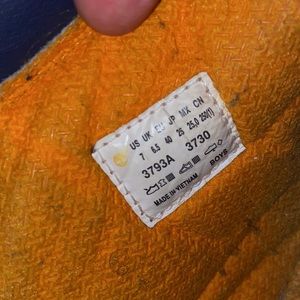 US UK EU JP MX CN
7 6.5 40 25 25,0 250(1)
3793A 3730
BOYS
MADE IN VIETNAM